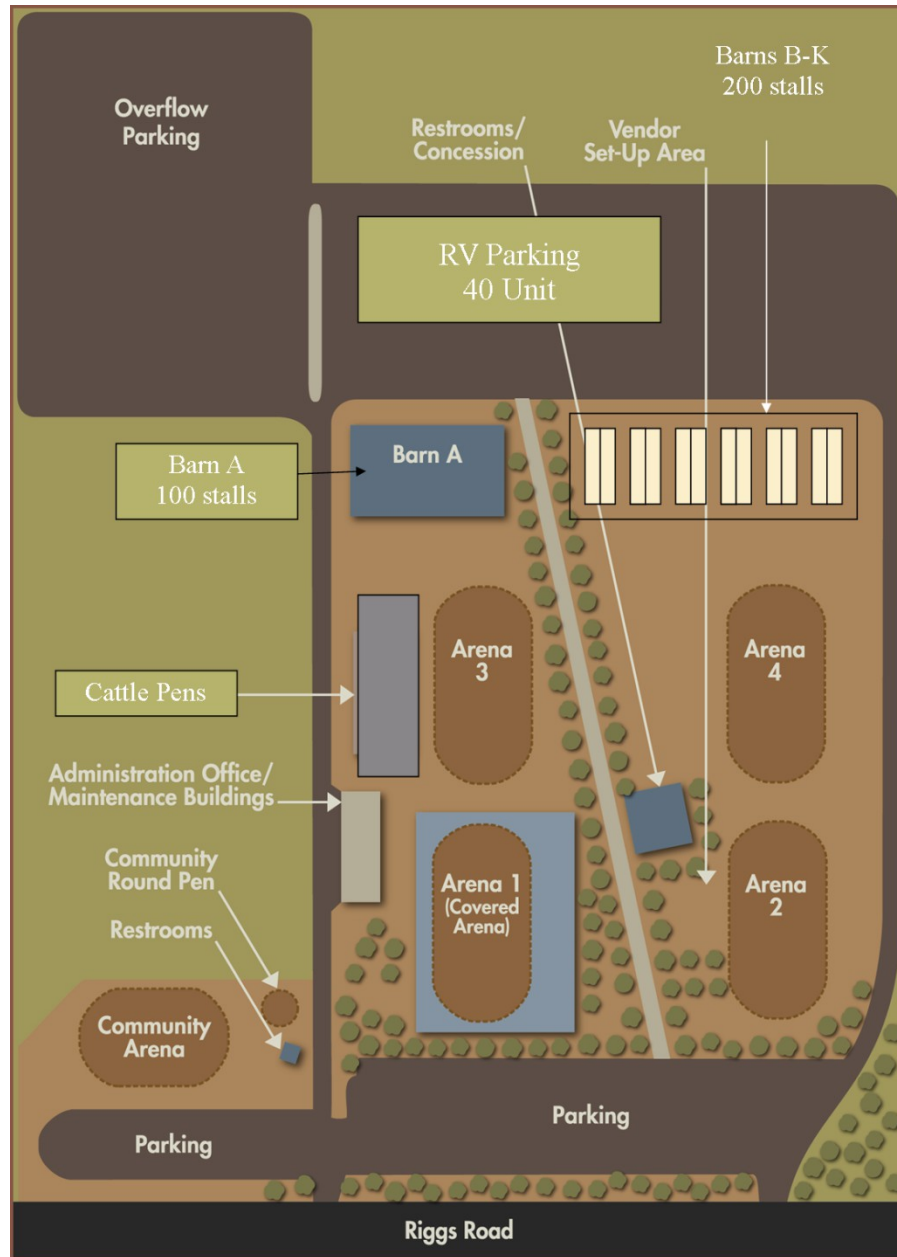 Barns B-K
200 stalls
Overflow
Parking
Restrooms/
Concession
Vendor
Set-Up Area
RV Parking
40 Unit
Barn A
Barn A
100 stalls
Arena
3
Arena
4
Cattle Pens
Administration Office/
Maintenance Buildings
Community
Round Pen
Restrooms
Arena 1
(Covered
Arena)
Arena
2
Community
Arena
Parking
Parking
Riggs Road